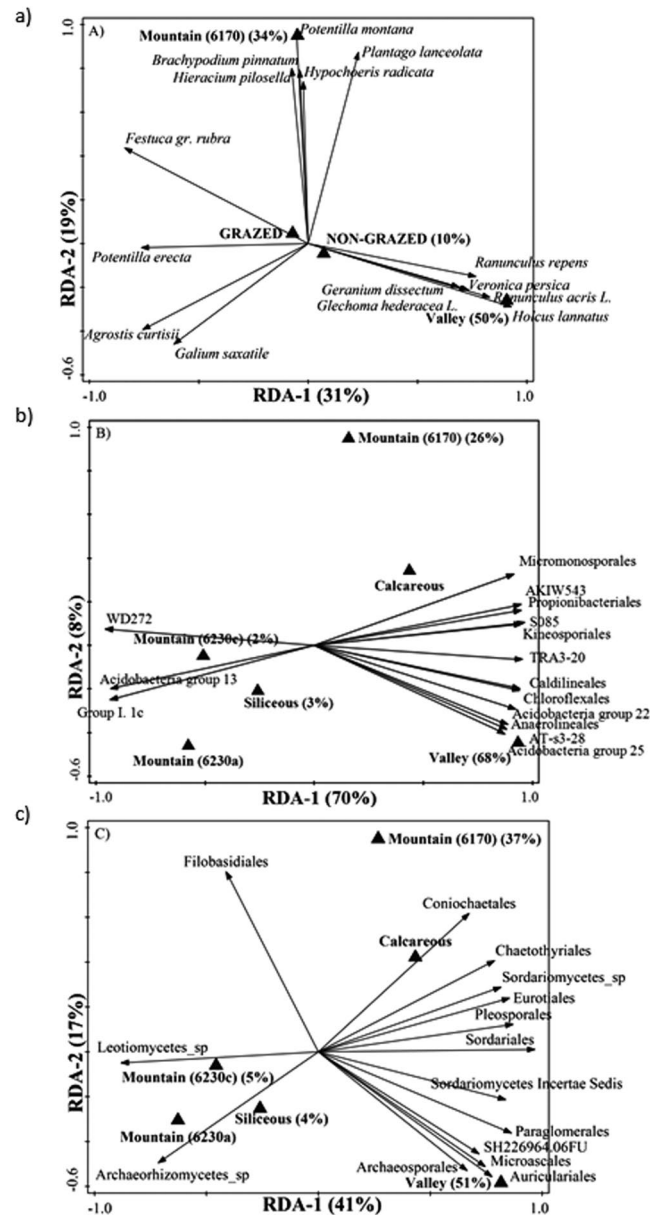 a)
A)
1.0
Mountain (6170) (34%)
Potentilla montana
Plantago lanceolata
Brachypodium pinnatum
Hieracium pilosella
Hypochoeris radicata
Festuca gr. rubra
GRAZED
NON-GRAZED (10%)
Potentilla erecta
Ranunculus repens
Geranium dissectum
Veronica persica
Glechoma hederacea L.
Ranunculus acris L.
Valley (50%)
Holcus lannatus
Agrostis curtisii
Galium saxatile
RDA-2 (19%)
-0.6
-1.0
RDA-1 (31%)
1.0
b)
B)
1.0
Mountain (6170) (26%)
Calcareous
Micromonosporales
AKIW543
Propionibacteriales
WD272
S085
Kineosporiales
Mountain (6230c) (2%)
TRA3-20
Acidobacteria group 13
Caldilineales
Siliceous (3%)
Chloroflexales
Group I. 1c
Acidobacteria group 22
Anaerolineales
AT-s3-28
Mountain (6230a)
Valley (68%)
Acidobacteria group 25
RDA-2 (8%)
-0.6
-1.0
RDA-1 (70%)
1.0
c)
C)
1.0
Mountain (6170) (37%)
Filobasidiales
Coniochaetales
Calcareous
Chaetothyriales
Sordariomycetes_sp
Eurotiales
Pleosporales
Sordariales
Leotiomycetes_sp
Mountain (6230c) (5%)
Sordariomycetes Incertae Sedis
Siliceous (4%)
Mountain (6230a)
Paraglomerales
SH226964.06FU
Archaeosporales
Microascales
Archaeorhizomycetes_sp
Valley (51%)
Auriculariales
RDA-2 (17%)
-0.6
-1.0
RDA-1 (41%)
1.0